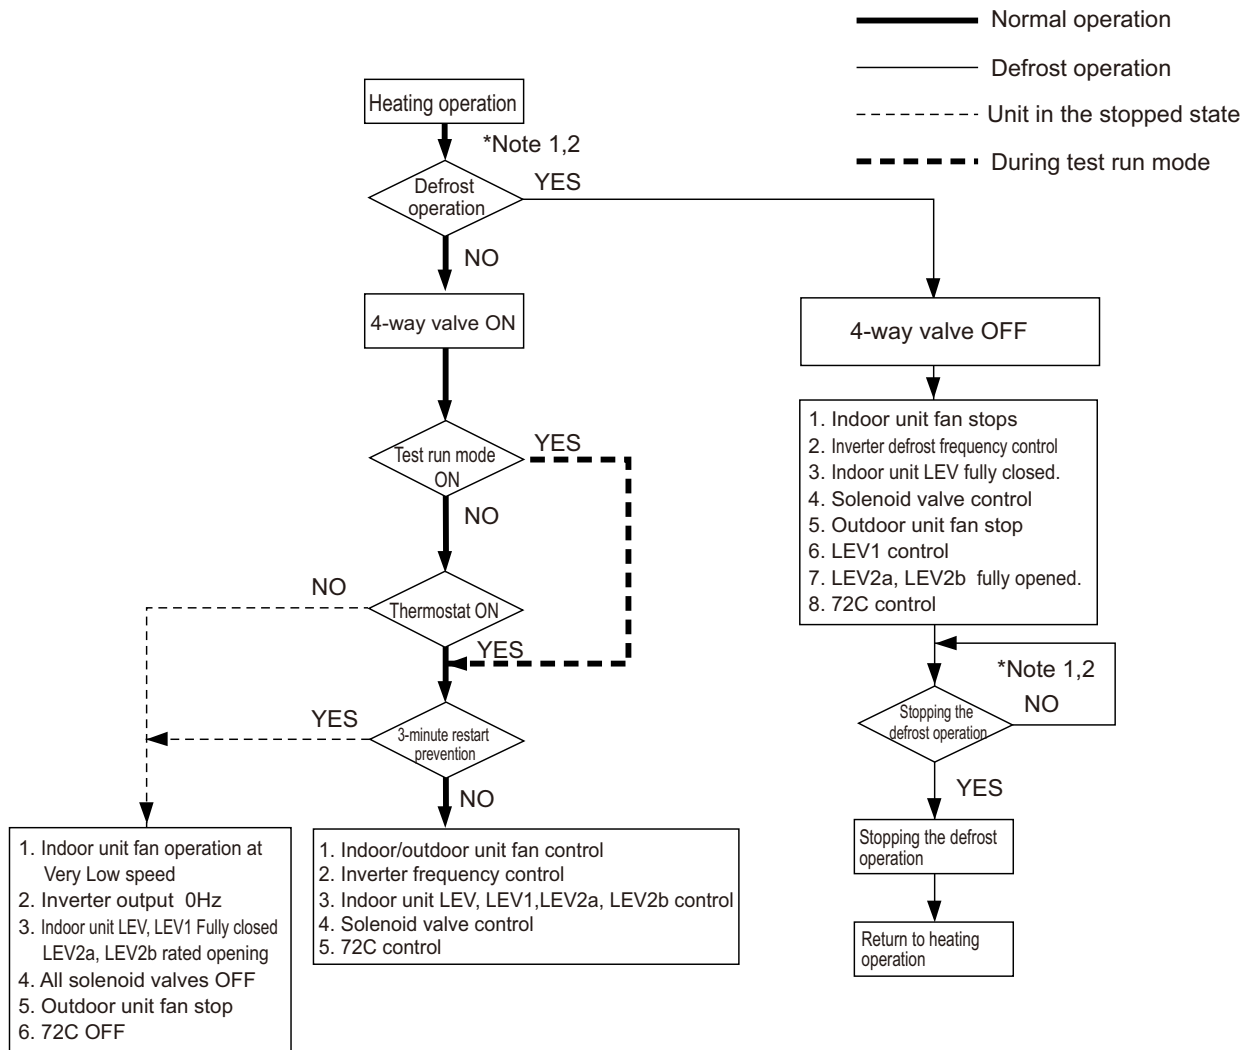 Normal operation
Defrost operation
Unit in the stopped state
During test run mode
Heating operation
*Note 1,2
Defrost
operation
YES
NO
4-way valve ON
4-way valve OFF
Test run mode
ON
YES
NO
1. Indoor unit fan stops
2. Inverter defrost frequency control
3. Indoor unit LEV fully closed.
4. Solenoid valve control
5. Outdoor unit fan stop
6. LEV1 control
7. LEV2a, LEV2b fully opened.
8. 72C control
NO
Thermostat ON
YES
*Note 1,2
NO
Stopping the
defrost operation
YES
YES
3-minute restart
prevention
NO
1. Indoor unit fan operation at
Very Low speed
2. Inverter output 0Hz
3. Indoor unit LEV, LEV1 Fully closed
LEV2a, LEV2b rated opening
4. All solenoid valves OFF
5. Outdoor unit fan stop
6. 72C OFF
1. Indoor/outdoor unit fan control
2. Inverter frequency control
3. Indoor unit LEV, LEV1,LEV2a, LEV2b control
4. Solenoid valve control
5. 72C control
Stopping the defrost
operation
Return to heating
operation